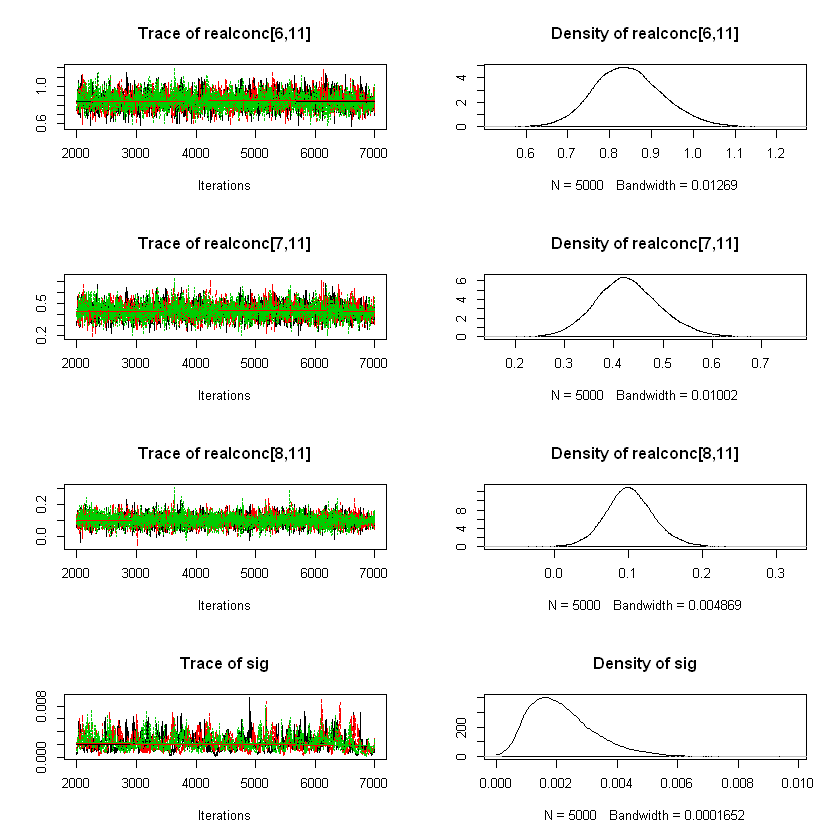 Trace of realconc[6,11]
0.6 1.0
2000 3000 4000 5000 6000 7000
Iterations
Density of realconc[6,11]
0 2 4
0.6 0.7 0.8 0.9 1.0 1.1 1.2
N = 5000 Bandwidth = 0.01269
Trace of realconc[7,11]
0.2 0.5
2000 3000 4000 5000 6000 7000
Iterations
Density of realconc[7,11]
0 2 4 6
0.2 0.3 0.4 0.5 0.6 0.7
N = 5000 Bandwidth = 0.01002
Trace of realconc[8,11]
0.0 0.2
2000 3000 4000 5000 6000 7000
Iterations
Density of realconc[8,11]
0 4 8
0.0 0.1 0.2 0.3
N = 5000 Bandwidth = 0.004869
Trace of sig
0.000 0.008
2000 3000 4000 5000 6000 7000
Iterations
Density of sig
0 200
0.000 0.002 0.004 0.006 0.008 0.010
N = 5000 Bandwidth = 0.0001652